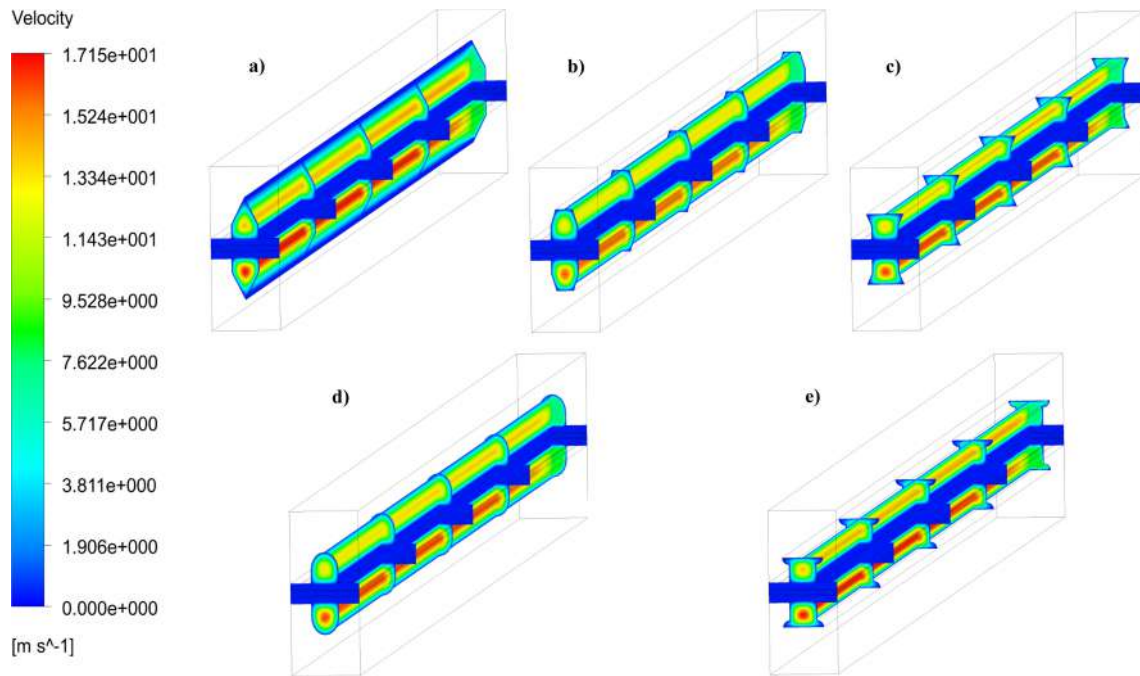 Velocity
1.715e+001
1.524e+001
1.334e+001
1.143e+001
9.528e+000
7.622e+000
5.717e+000
3.811e+000
1.906e+000
0.000e+000
[m s^-1]
a)
b)
c)
d)
e)